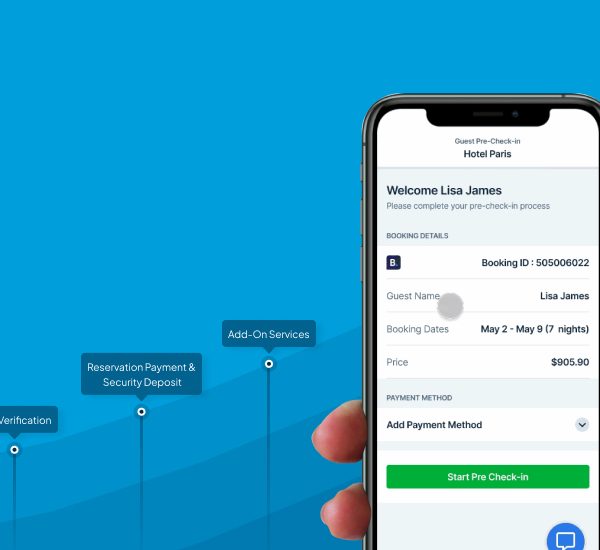 Guest Pre-Check-in
Hotel Paris
Welcome Lisa James
Please complete your pre-check-in process
BOOKING DETAILS
B.
Booking ID : 505006022
Guest Name
Lisa James
Booking Dates
May 2 - May 9 (7 nights)
Price
$905.90
PAYMENT METHOD
Add Payment Method
Start Pre Check-in
Add-On Services
Reservation Payment &
Security Deposit
Verification